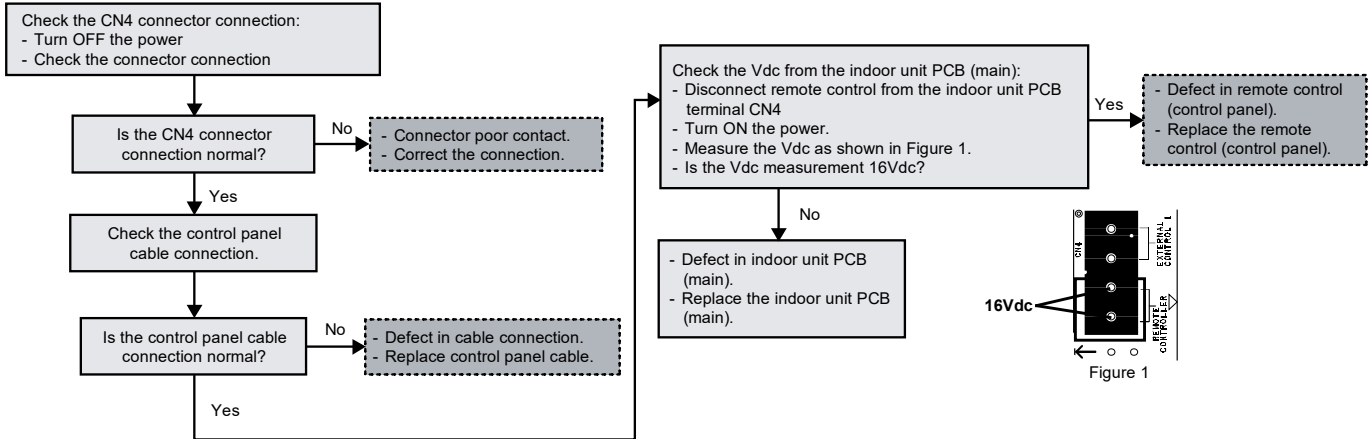 Check the CN4 connector connection:
- Turn OFF the power
- Check the connector connection
Is the CN4 connector
connection normal?
No
- Connector poor contact.
- Correct the connection.
Yes
Check the control panel
cable connection.
Is the control panel cable
connection normal?
No
- Defect in cable connection.
- Replace control panel cable.
Yes
Check the Vdc from the indoor unit PCB (main):
- Disconnect remote control from the indoor unit PCB
terminal CN4
- Turn ON the power.
- Measure the Vdc as shown in Figure 1.
- Is the Vdc measurement 16Vdc?
Yes
- Defect in remote control
(control panel).
- Replace the remote
control (control panel).
No
- Defect in indoor unit PCB
(main).
- Replace the indoor unit PCB
(main).
CN4
EXTERNAL
CONTROL
16Vdc
REMOTE
CONTROLLER
Figure 1